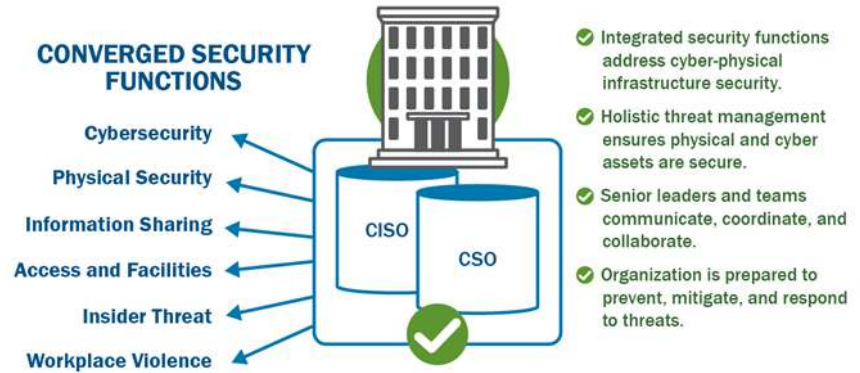 CONVERGED SECURITY
FUNCTIONS
Cybersecurity
Physical Security
Information Sharing
Access and Facilities
Insider Threat
Workplace Violence
CISO
CSO
Integrated security functions
address cyber-physical
infrastructure security.
Holistic threat management
ensures physical and cyber
assets are secure.
Senior leaders and teams
communicate, coordinate, and
collaborate.
Organization is prepared to
prevent, mitigate, and respond
to threats.